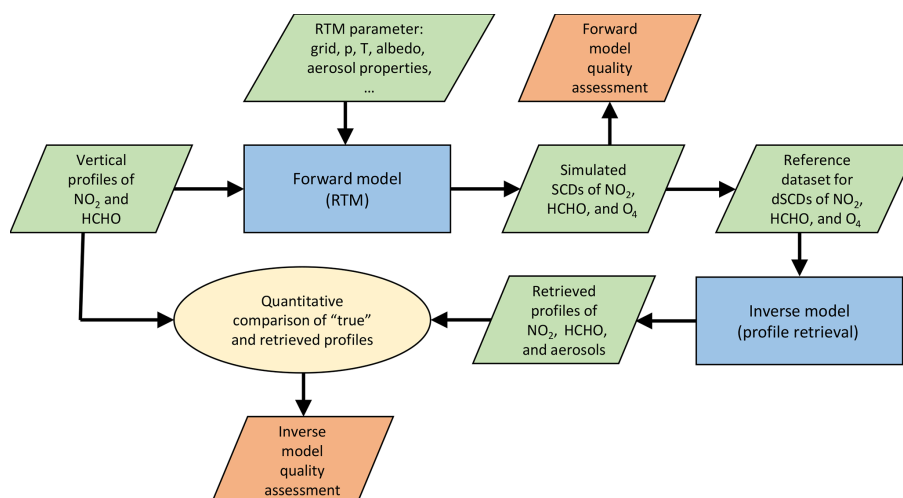 RTM parameter:
grid, p, T, albedo,
aerosol properties,
...
Forward
model
quality
assessment
Vertical
profiles of
NO₂ and
HCHO
Forward model
(RTM)
Simulated
SCDs of NO₂,
HCHO, and O₄
Reference
dataset for
dSCDs of NO₂,
HCHO, and O₄
Quantitative
comparison of “true”
and retrieved profiles
Retrieved
profiles of
NO₂, HCHO,
and aerosols
Inverse model
(profile retrieval)
Inverse
model
quality
assessment